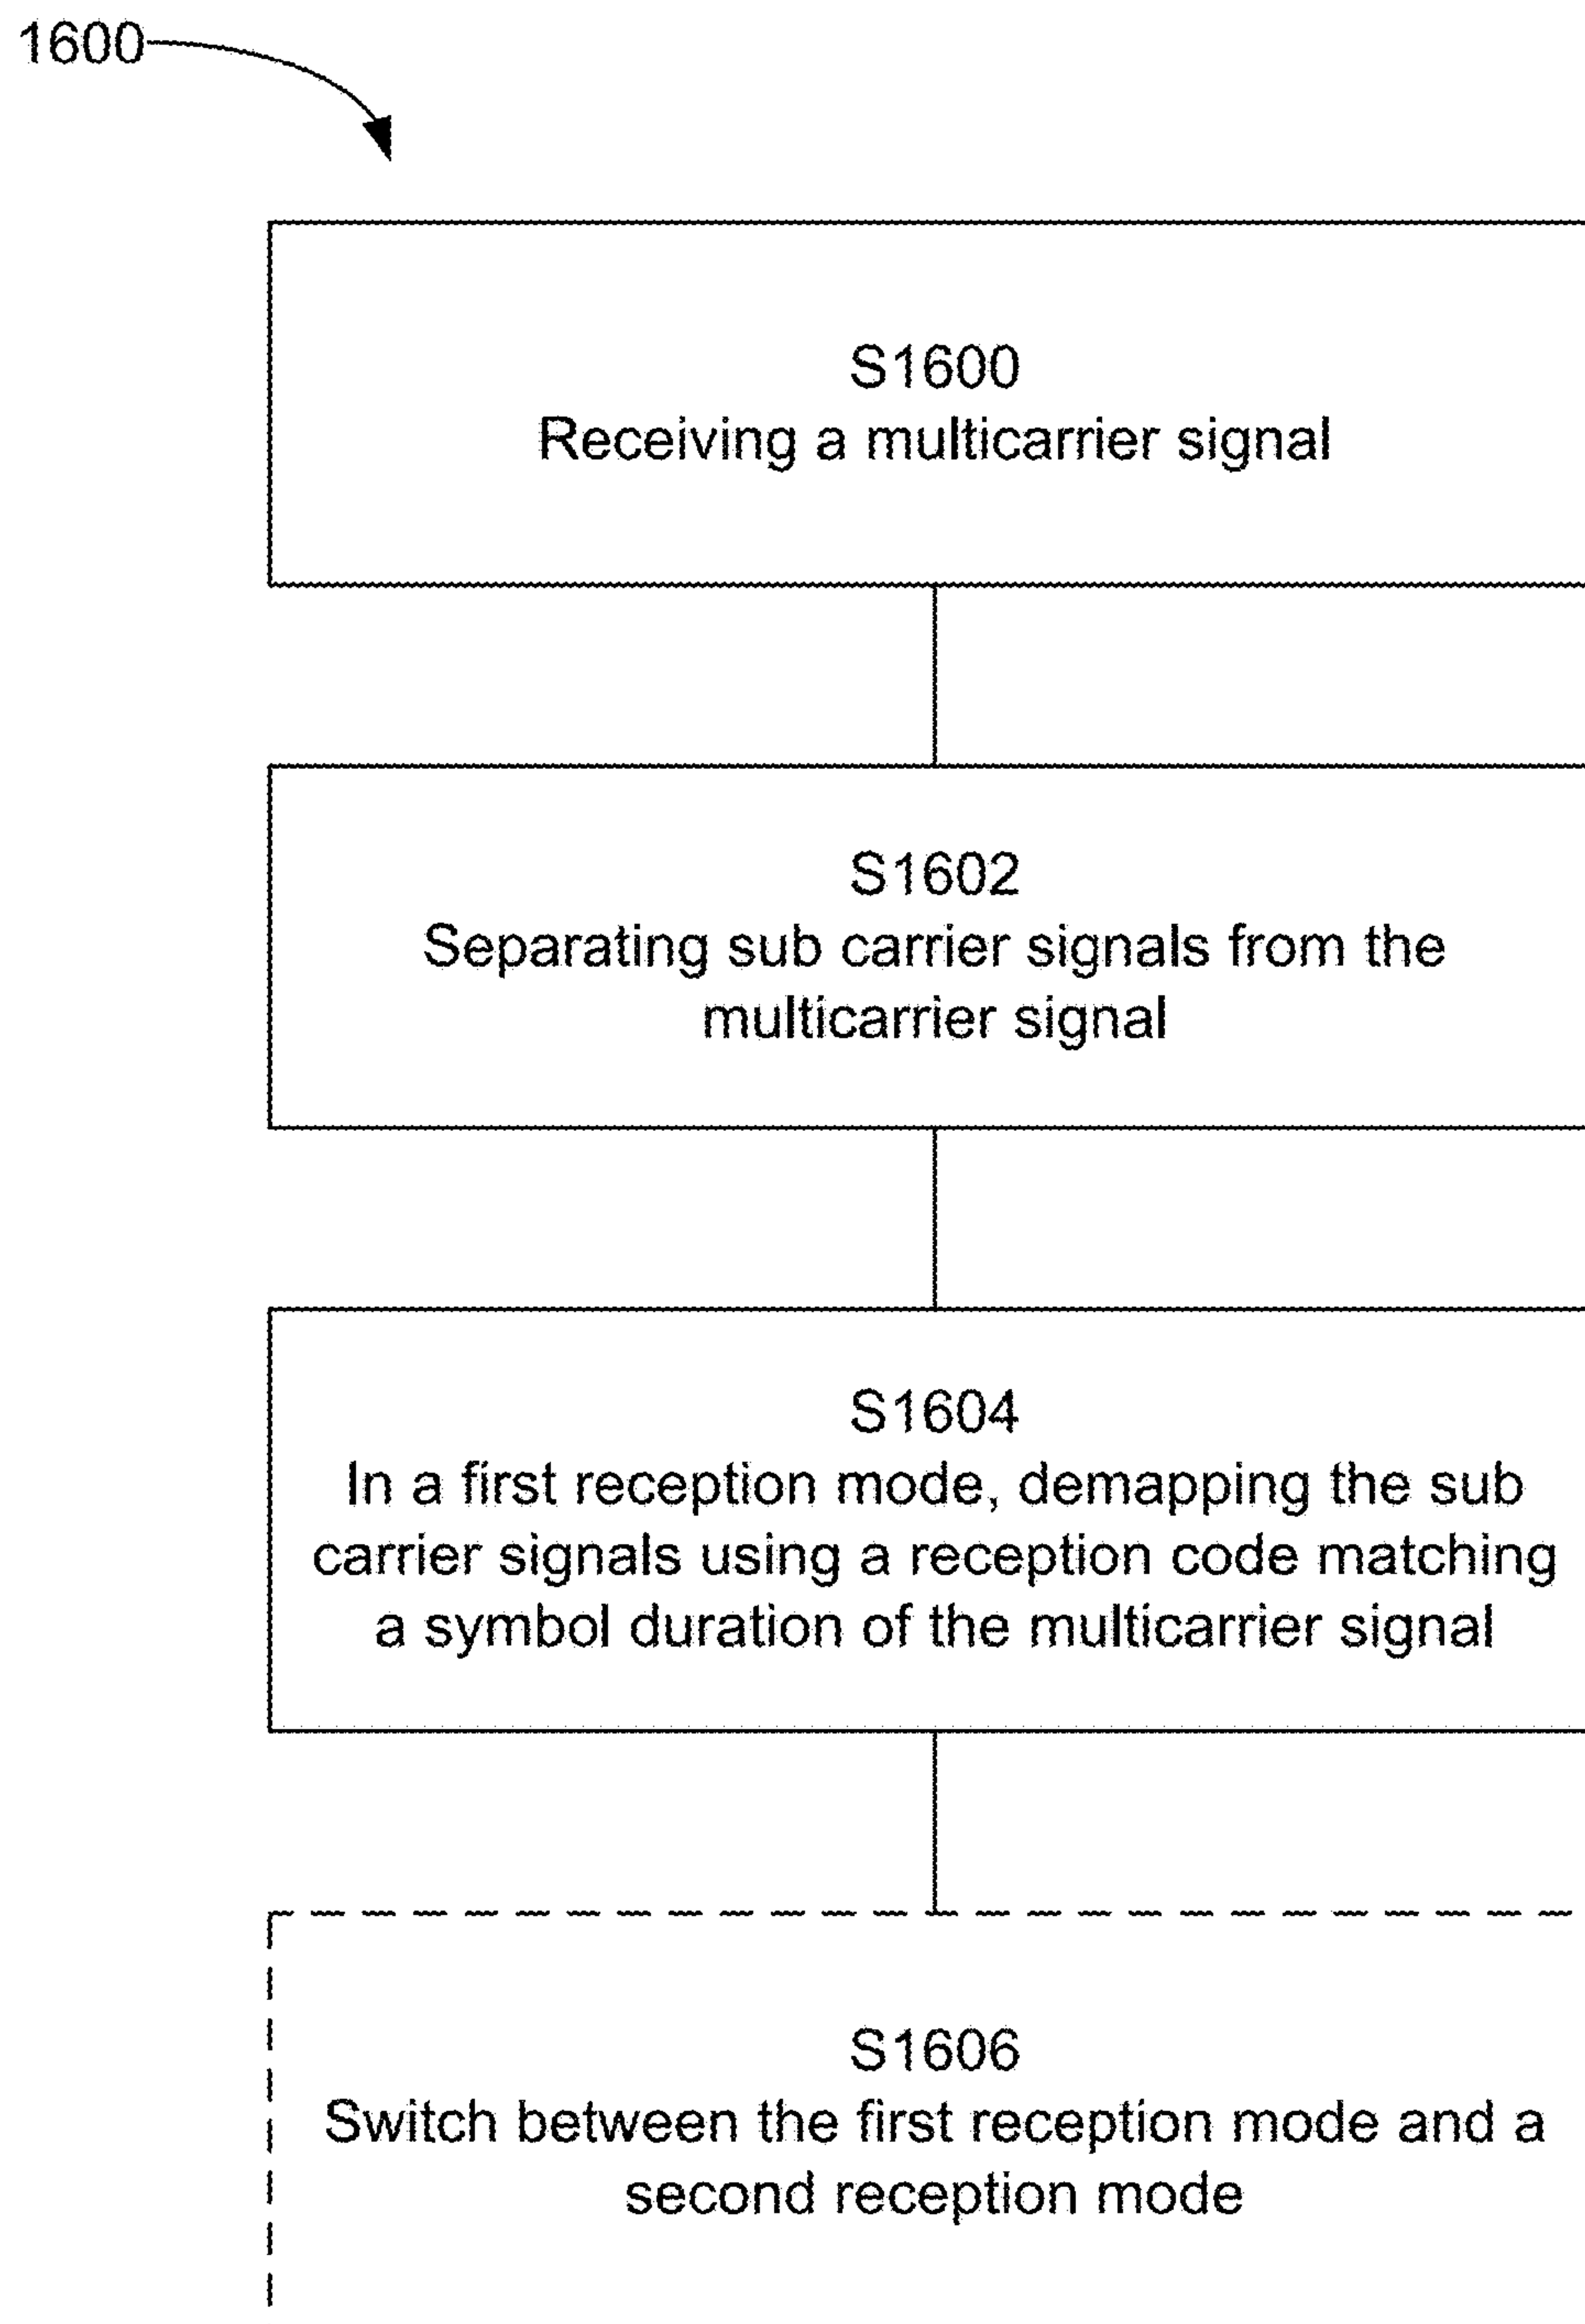 1600
S1600
Receiving a multicarrier signal
S1602
Separating sub carrier signals from the
multicarrier signal
S1604
In a first reception mode, demapping the sub
carrier signals using a reception code matching
a symbol duration of the multicarrier signal
S1606
Switch between the first reception mode and a
second reception mode